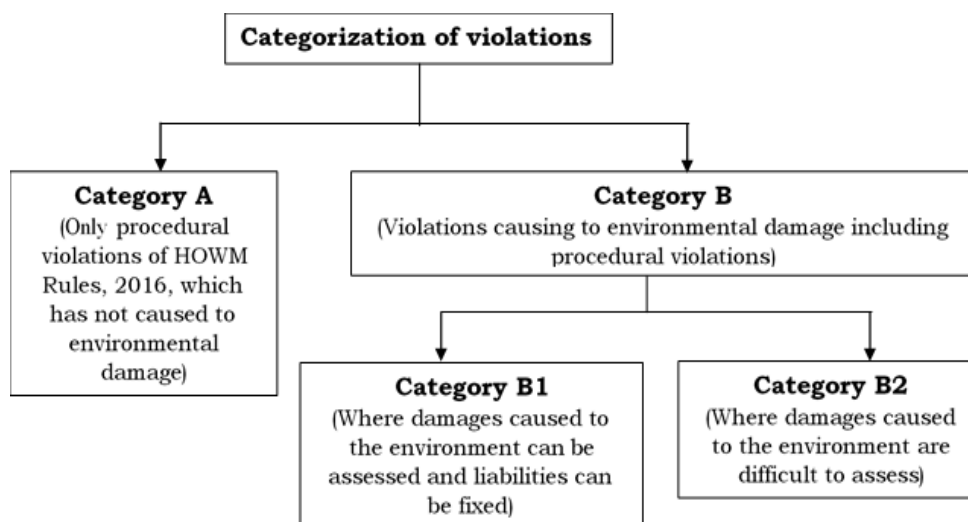 Categorization of violations
Category A
(Only procedural
violations of HOWM
Rules, 2016, which
has not caused to
environmental
damage)
Category B
(Violations causing to environmental damage including
procedural violations)
Category B1
(Where damages caused to
the environment can be
assessed and liabilities can
be fixed)
Category B2
(Where damages caused
to the environment are
difficult to assess)